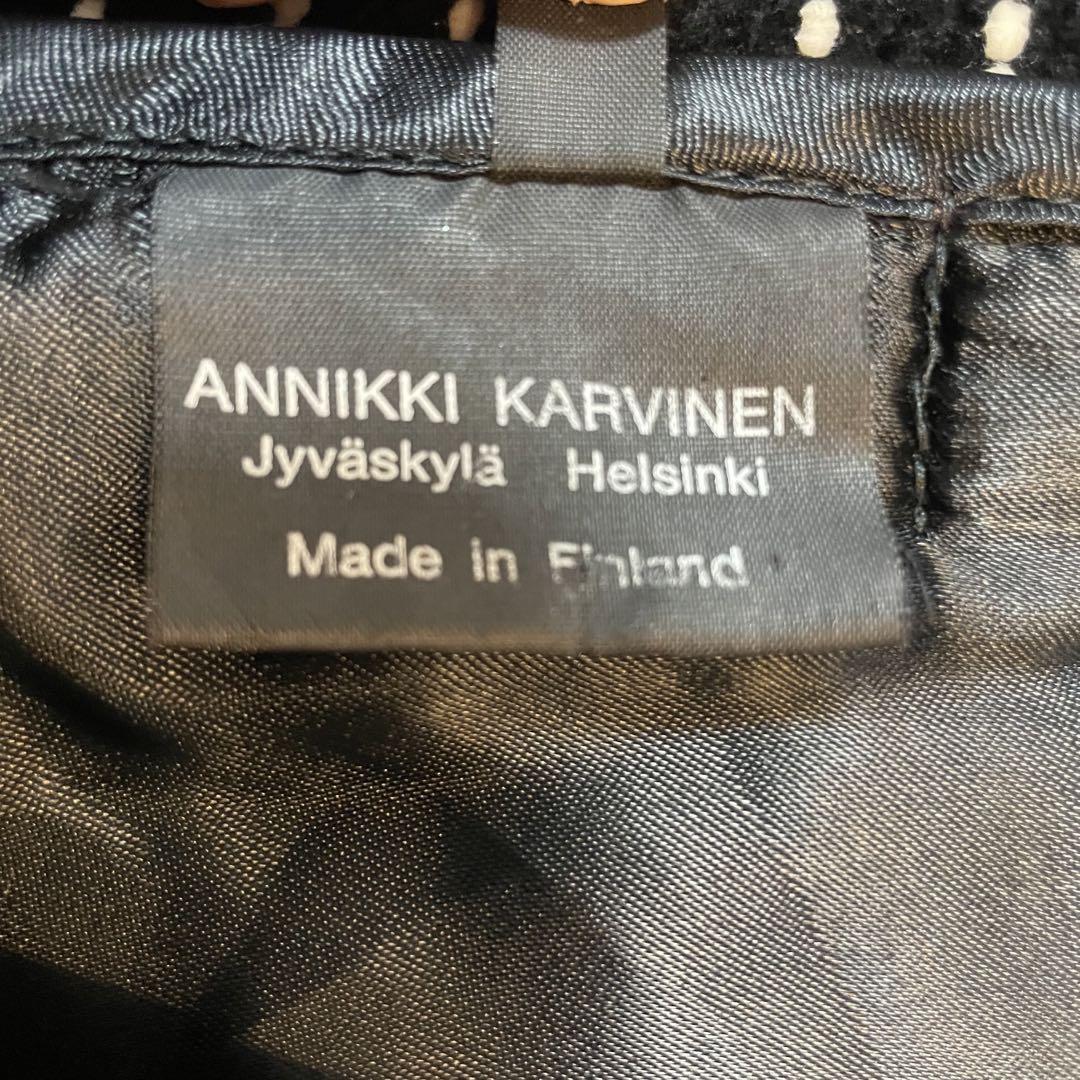 ANNIKKI KARVINEN
Jyväskylä Helsinki
Made in Finland